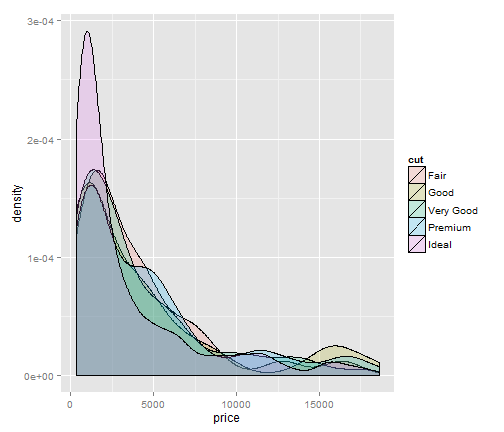 3e-04
2e-04
1e-04
0e+00
density
0
5000
10000
15000
price
cut
Fair
Good
Very Good
Premium
Ideal